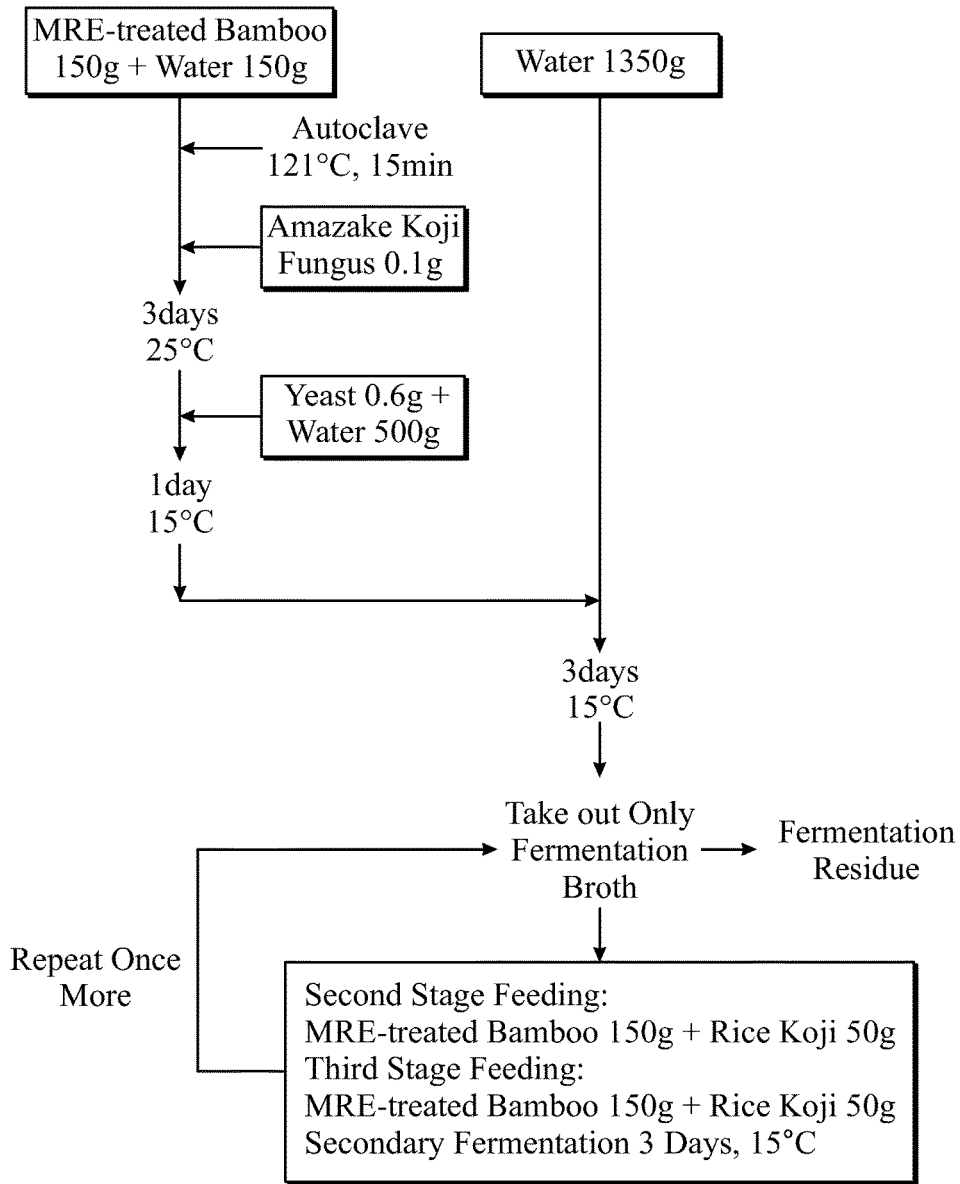 MRE-treated Bamboo
150g + Water 150g
Water 1350g
Autoclave
121°C, 15min
Amazake Koji
Fungus 0.1g
3days
25°C
Yeast 0.6g +
Water 500g
1day
15°C
3days
15°C
Take out Only
Fermentation
Broth
Fermentation
Residue
Repeat Once
More
Second Stage Feeding:
MRE-treated Bamboo 150g + Rice Koji 50g
Third Stage Feeding:
MRE-treated Bamboo 150g + Rice Koji 50g
Secondary Fermentation 3 Days, 15°C